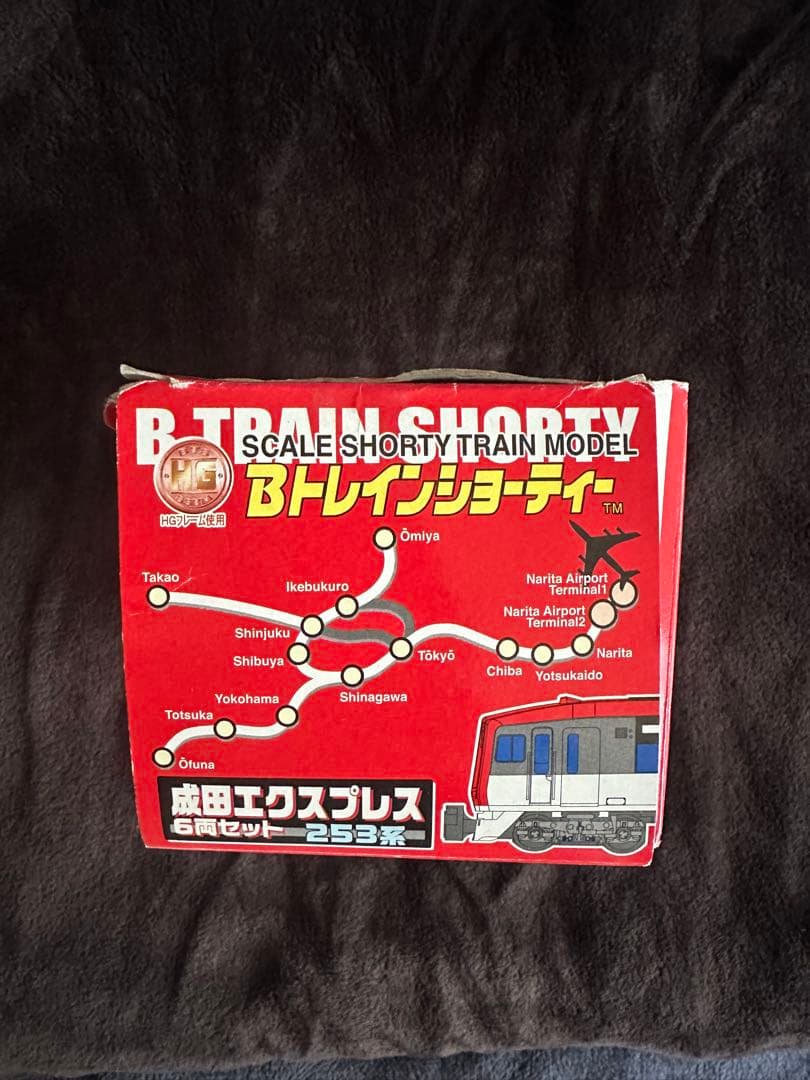 B TRAIN SHORTY
SCALE SHORTY TRAIN MODEL
HG
Bトレインショーティー
TM
HGフレーム使用
Ōmiya
Takao
Ikebukuro
Narita Airport
Terminal1
Narita Airport
Terminal2
Shinjuku
Shibuya
Tōkyō
Narita
Chiba
Yotsukaido
Yokohama
Shinagawa
Totsuka
Ōfuna
成田エクスプレス
6両セット 253系